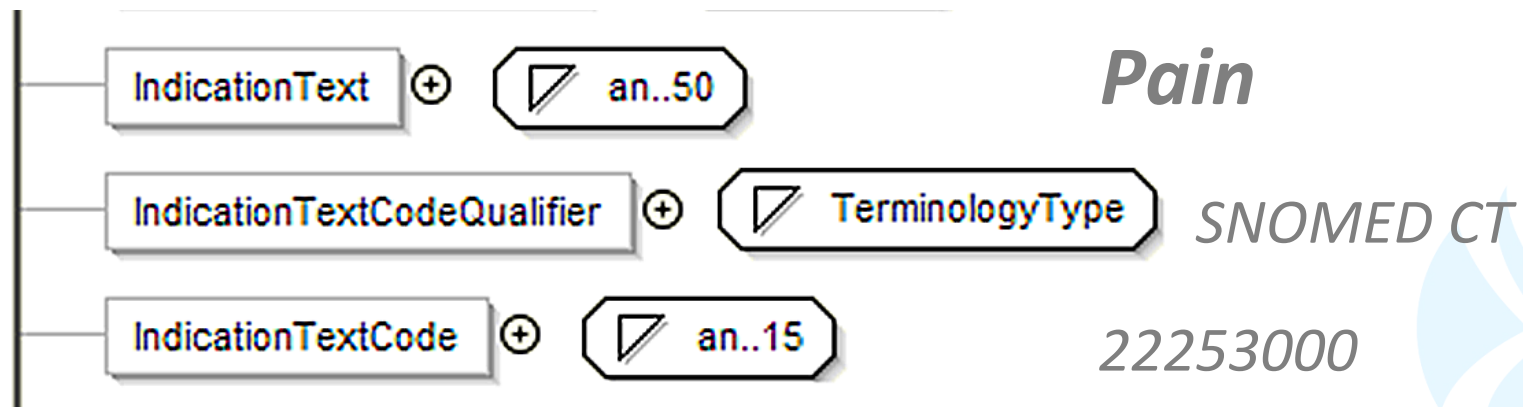 IndicationText an..50 Pain
IndicationTextCodeQualifier TerminologyType SNOMED CT
IndicationTextCode an..15 22253000